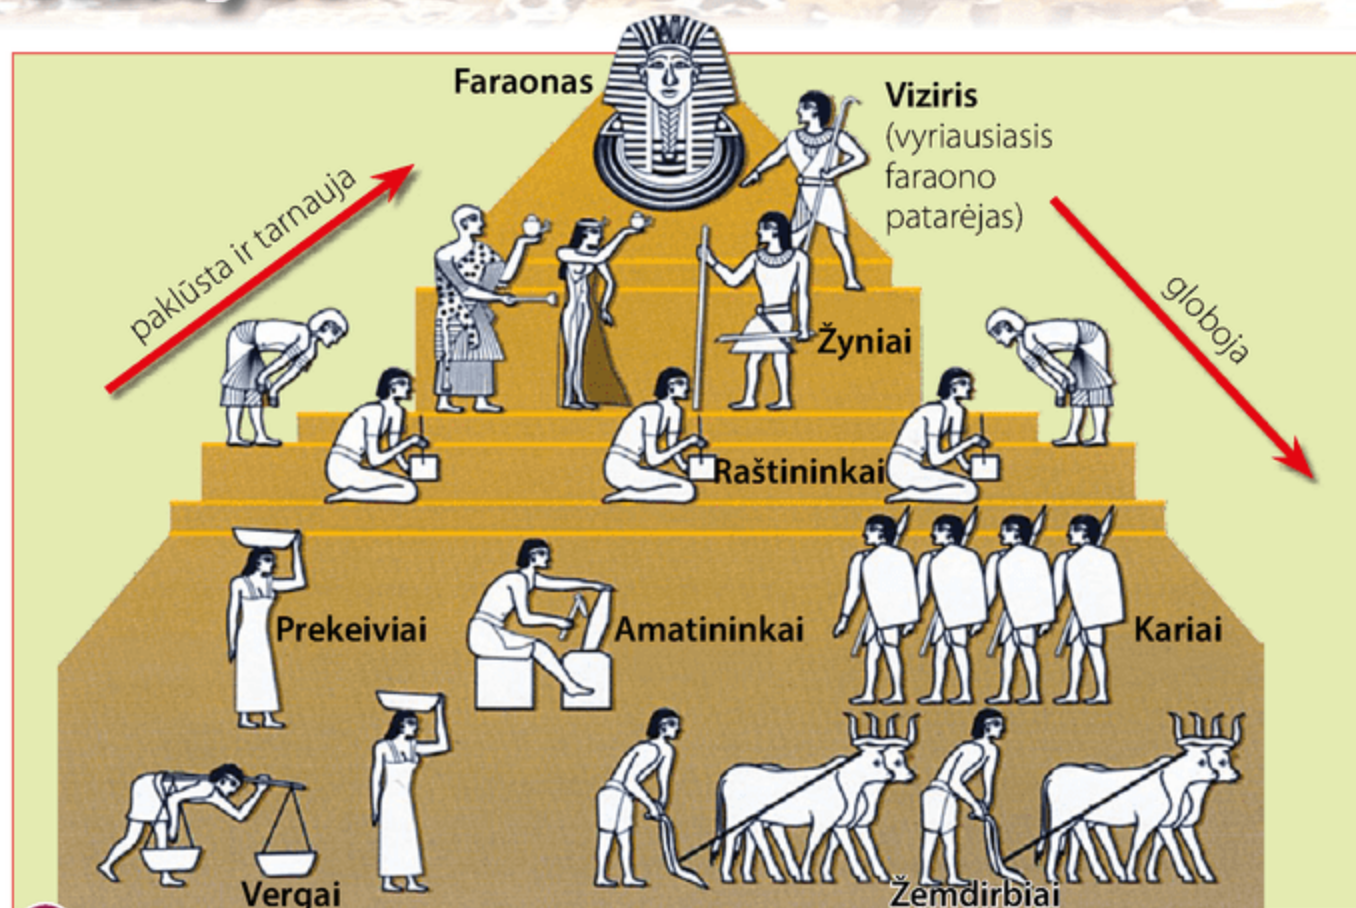 Faraonas
Viziris
(vyriausiasis
faraono
patarėjas)
paklūsta ir tarnauja
globoja
Žyniai
Raštininkai
Prekeiviai
Amatininkai
Kariai
Vergai
Žemdirbiai